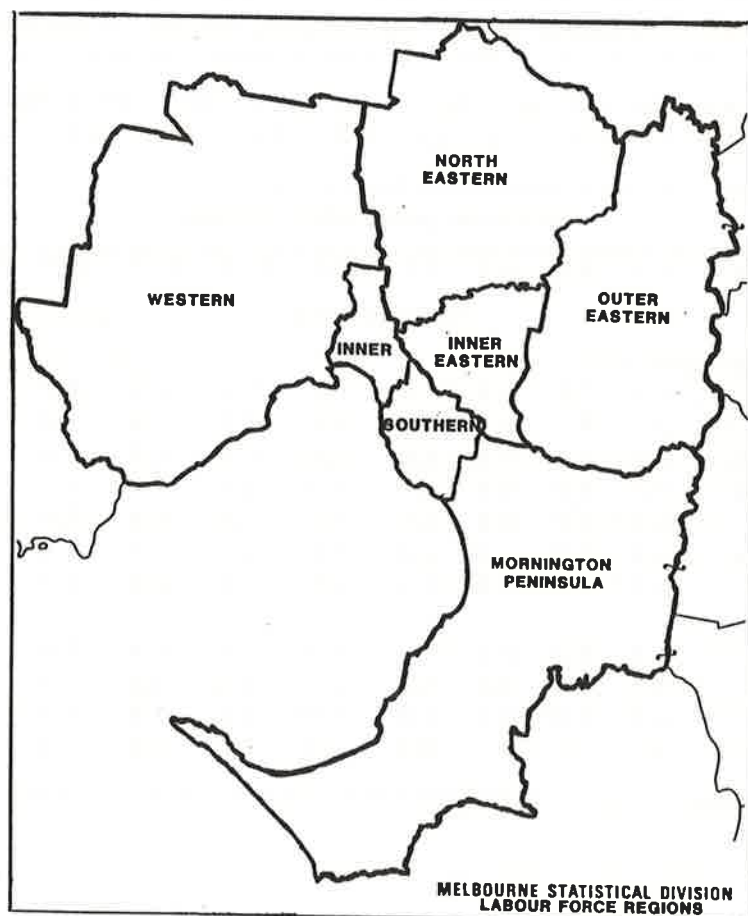 NORTH
EASTERN
WESTERN
OUTER
EASTERN
INNER
INNER
EASTERN
SOUTHERN
MORNINGTON
PENINSULA
MELBOURNE STATISTICAL DIVISION
LABOUR FORCE REGIONS